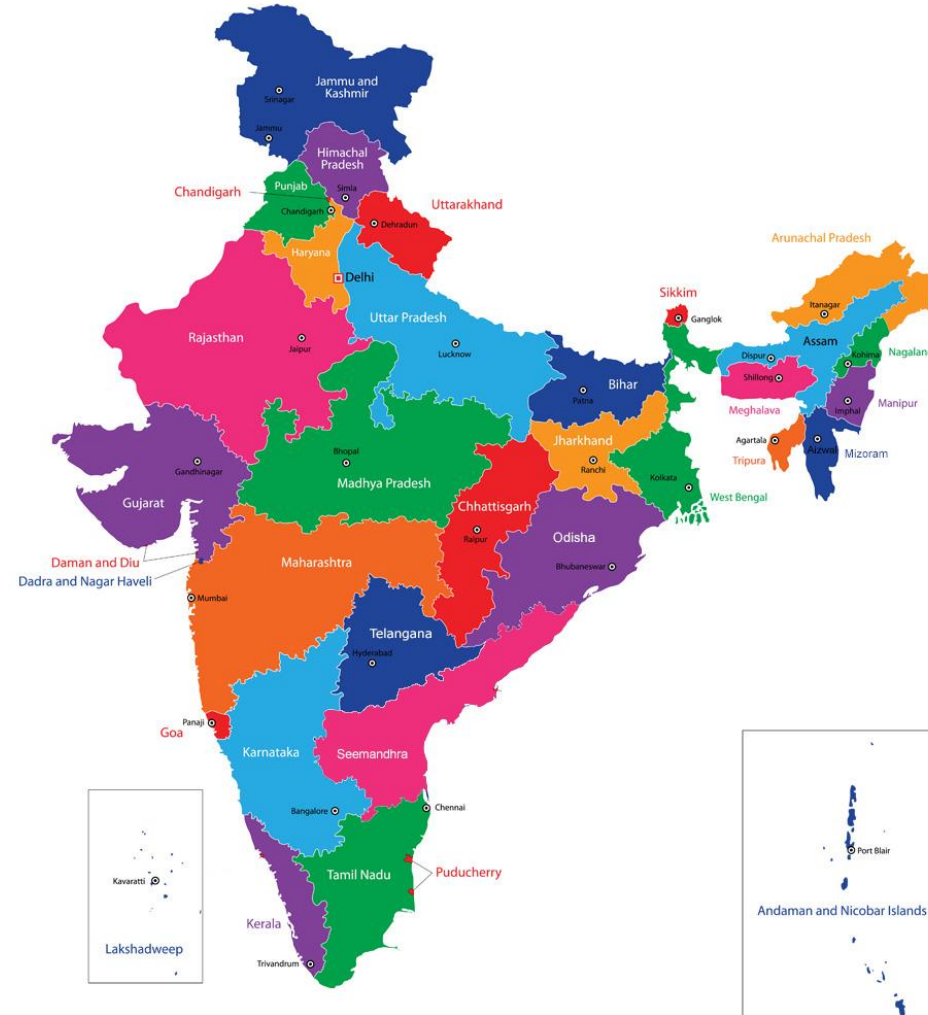 Jammu and
Kashmir
Srinagar
Jammu
Himachal
Pradesh
Simla
Punjab
Chandigarh
Chandigarh
Uttarakhand
Dehradun
Haryana
Delhi
Arunachal Pradesh
Itanagar
Sikkim
Ganglok
Rajasthan
Jaipur
Uttar Pradesh
Lucknow
Assam
Dispur
Kohima
Nagalan
Shillong
Bihar
Patna
Meghalava
Imphal
Manipur
Jharkhand
Ranchi
Agartala
Tripura
Aizwal
Mizoram
Bhopal
Madhya Pradesh
Gandhinagar
Gujarat
Kolkata
West Bengal
Chhattisgarh
Raipur
Odisha
Bhubaneswar
Daman and Diu
Dadra and Nagar Haveli
Maharashtra
Mumbai
Telangana
Hyderabad
Panaji
Goa
Karnataka
Seemandhra
Bangalore
Chennai
Tamil Nadu
Puducherry
Kerala
Trivandrum
Kavaratti
Lakshadweep
Port Blair
Andaman and Nicobar Islands